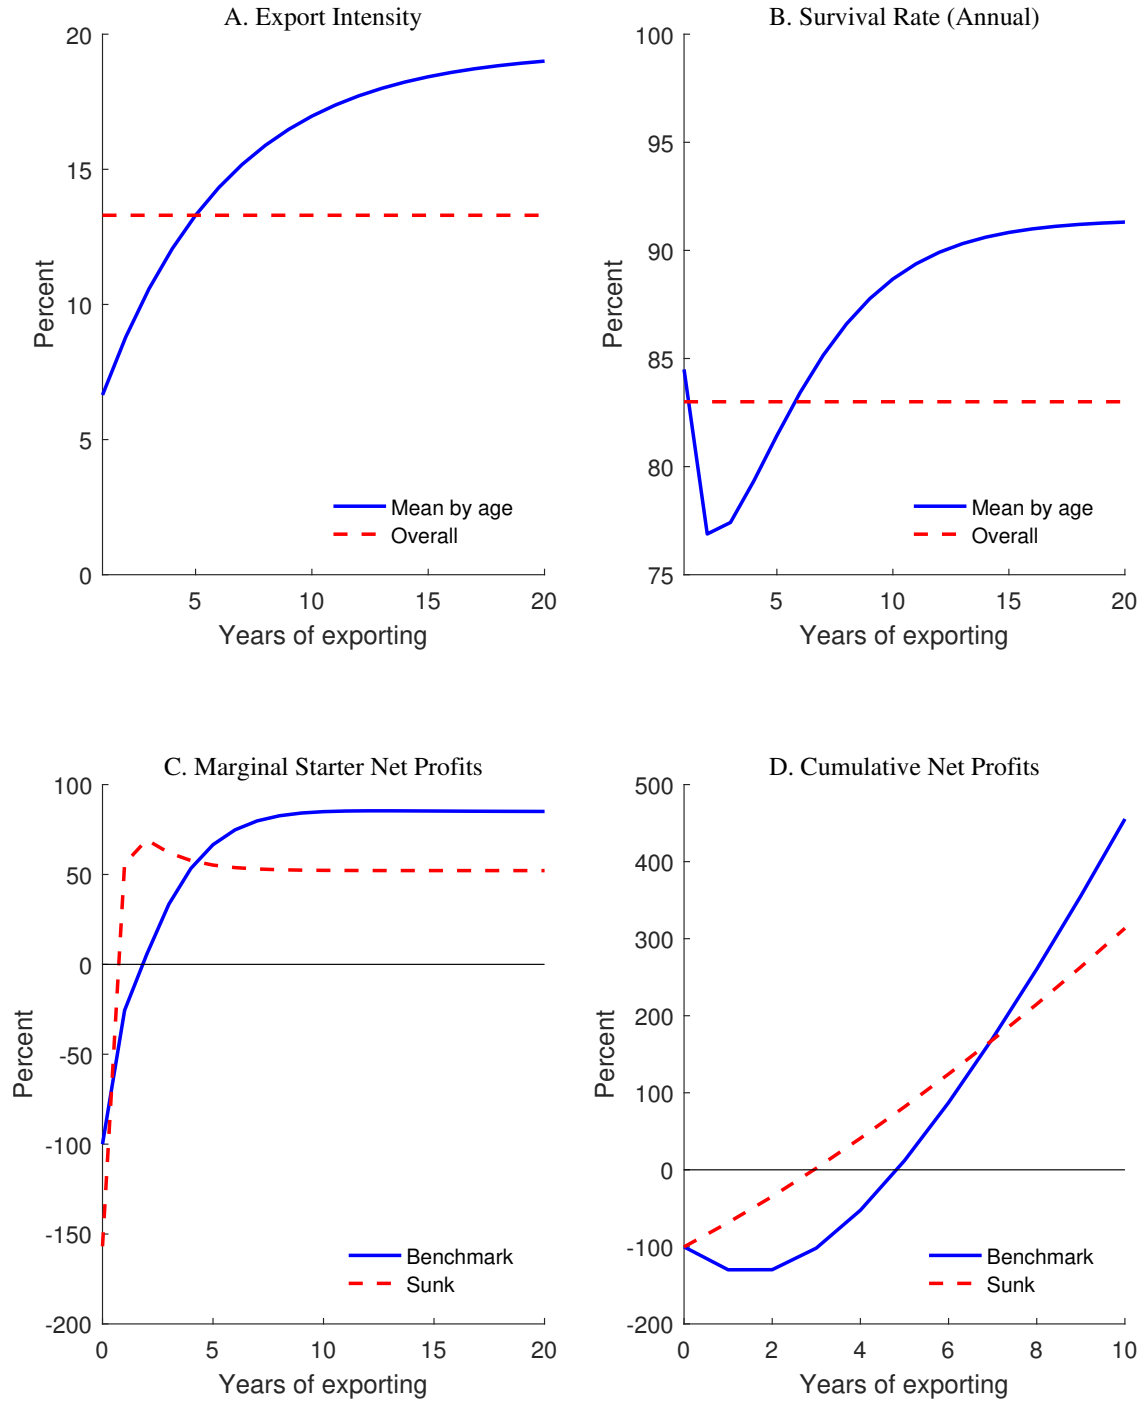 A. Export Intensity
20
15
10
5
0
Percent
Mean by age
Overall
5
10
15
20
Years of exporting
B. Survival Rate (Annual)
100
95
90
85
80
75
Percent
Mean by age
Overall
5
10
15
20
Years of exporting
C. Marginal Starter Net Profits
100
50
0
-50
-100
-150
-200
Percent
Benchmark
Sunk
0
5
10
15
20
Years of exporting
D. Cumulative Net Profits
500
400
300
200
100
0
-100
-200
Percent
Benchmark
Sunk
0
2
4
6
8
10
Years of exporting